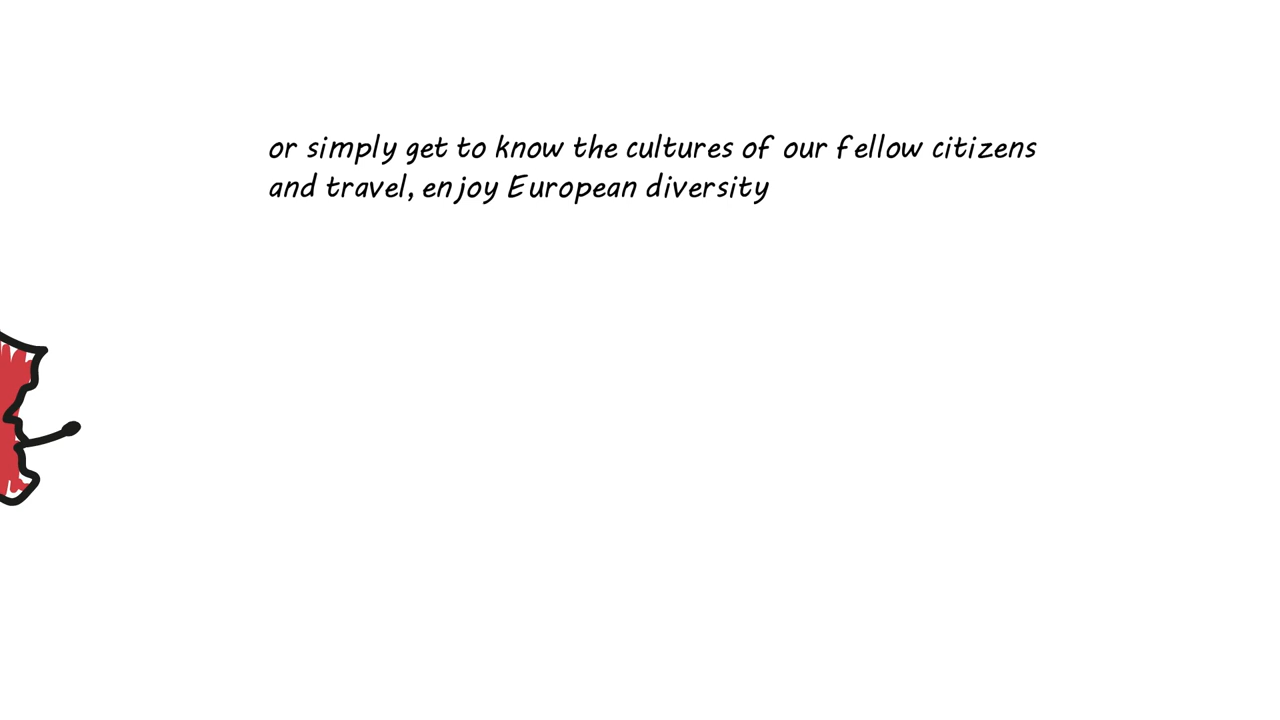 or simply get to know the cultures of our fellow citizens
and travel, enjoy European diversity